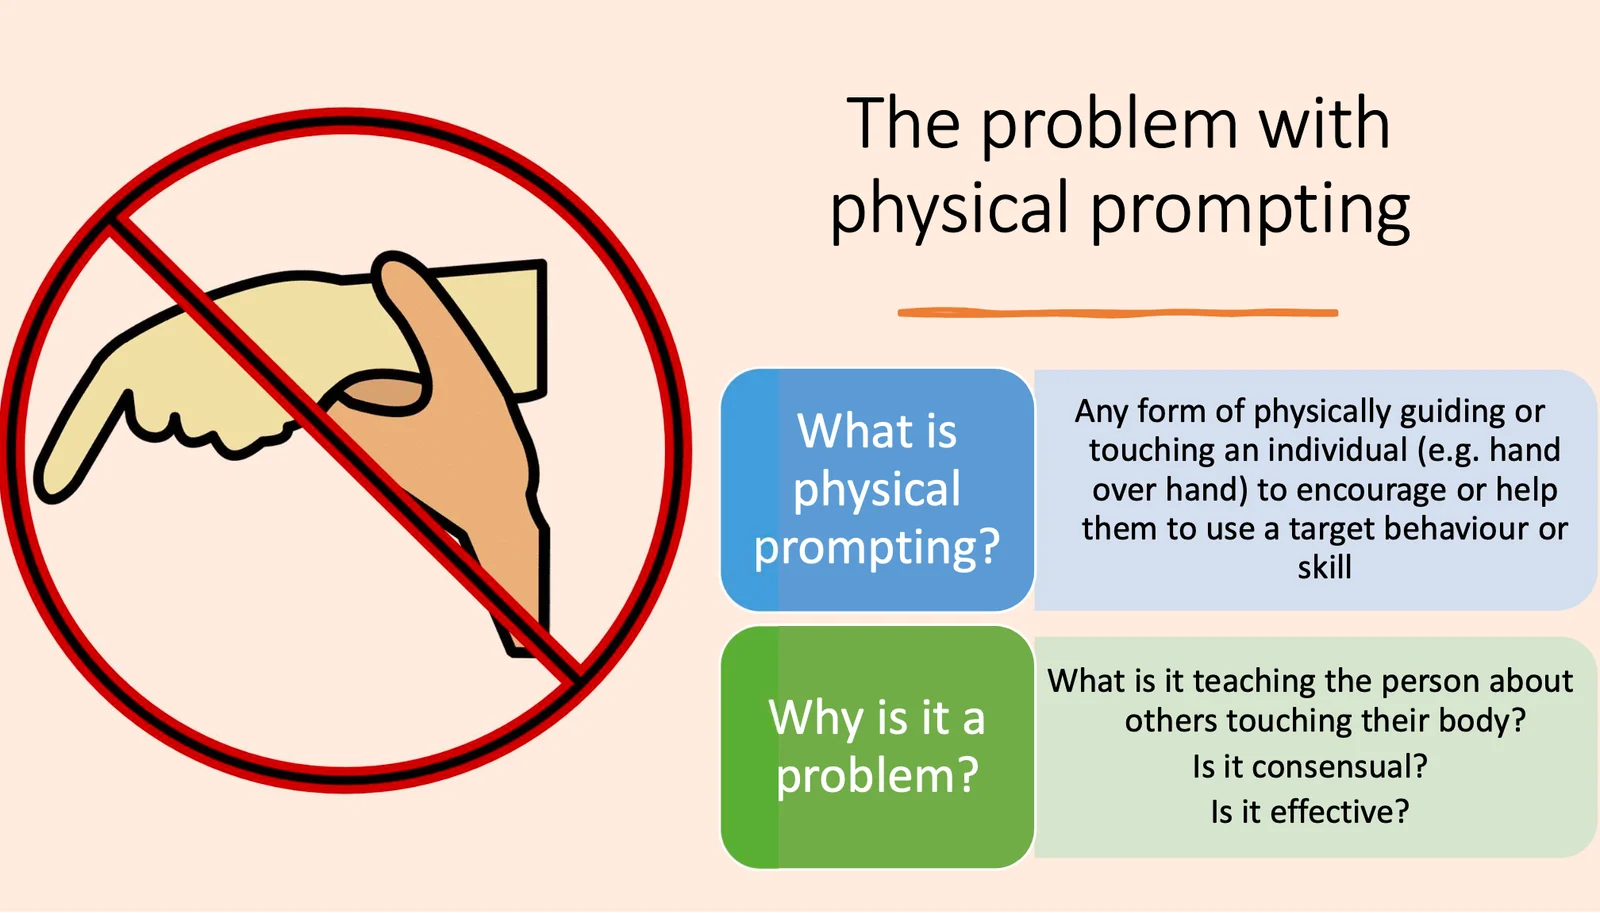 The problem with
physical prompting
What is
physical
prompting?
Any form of physically guiding or
touching an individual (e.g. hand
over hand) to encourage or help
them to use a target behaviour or
skill
Why is it a
problem?
What is it teaching the person about
others touching their body?
Is it consensual?
Is it effective?